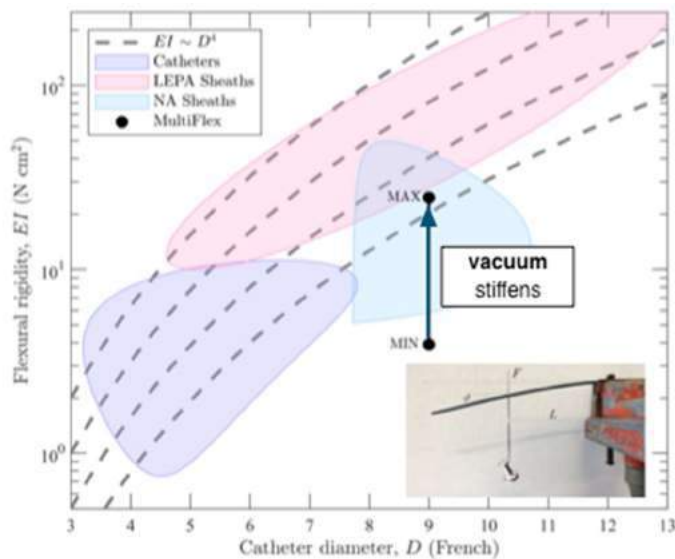 EI ∼ D⁴
Catheters
LEPA Sheaths
NA Sheaths
MultiFlex
Flexural rigidity, EI (N cm²)
10²
10¹
10⁰
MAX
vacuum
stiffens
MIN
F
L
3 4 5 6 7 8 9 10 11 12 13
Catheter diameter, D (French)